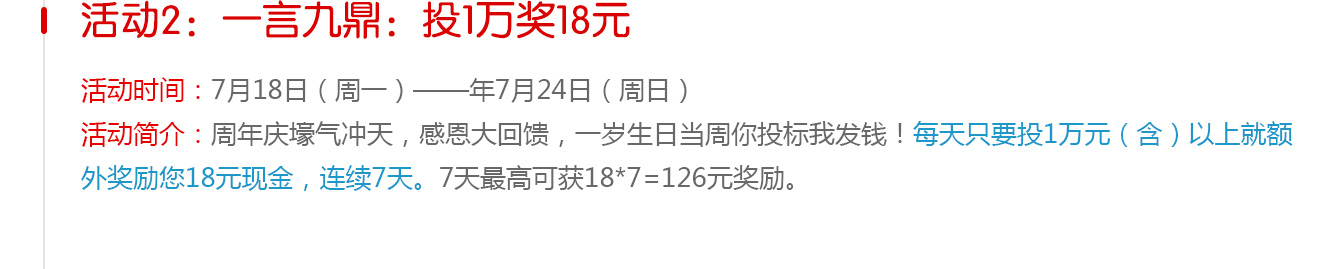 活动2：一言九鼎：投1万奖18元
活动时间：7月18日（周一）——年7月24日（周日）
活动简介：周年庆壕气冲天，感恩大回馈，一岁生日当周你投标我发钱！每天只要投1万元（含）以上就额
外奖励您18元现金，连续7天。7天最高可获18*7=126元奖励。